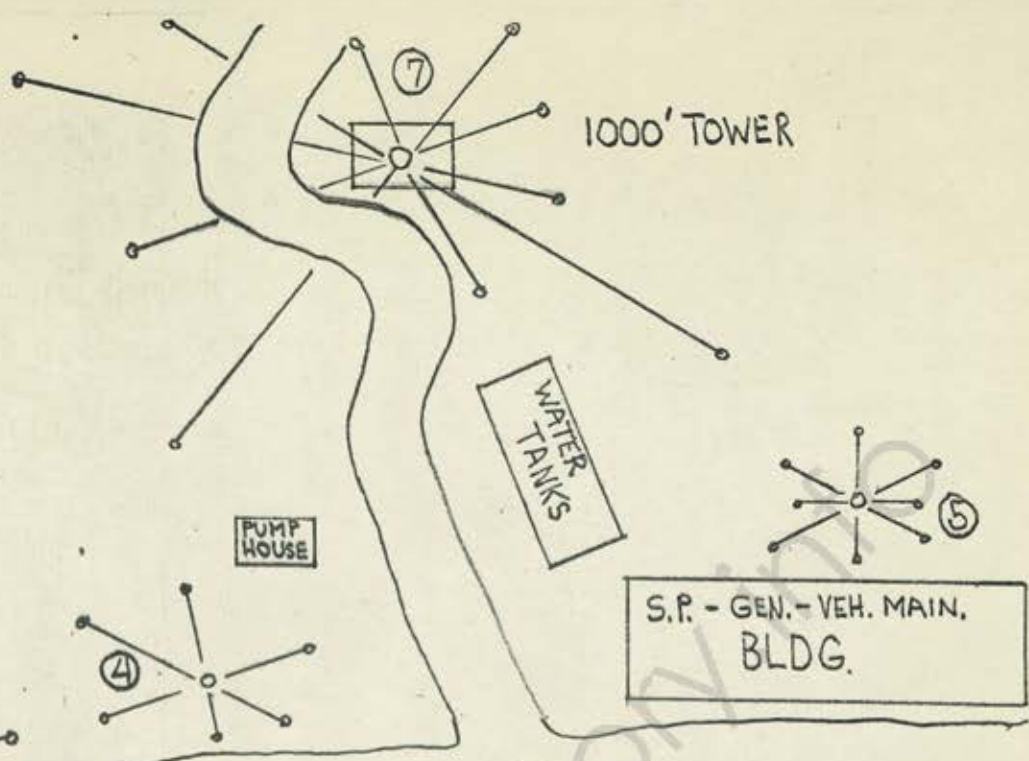 ⑦
1000' TOWER
WATER
TANKS
PUMP
HOUSE
⑤
S.P. - GEN. - VEH. MAIN.
BLDG.
④